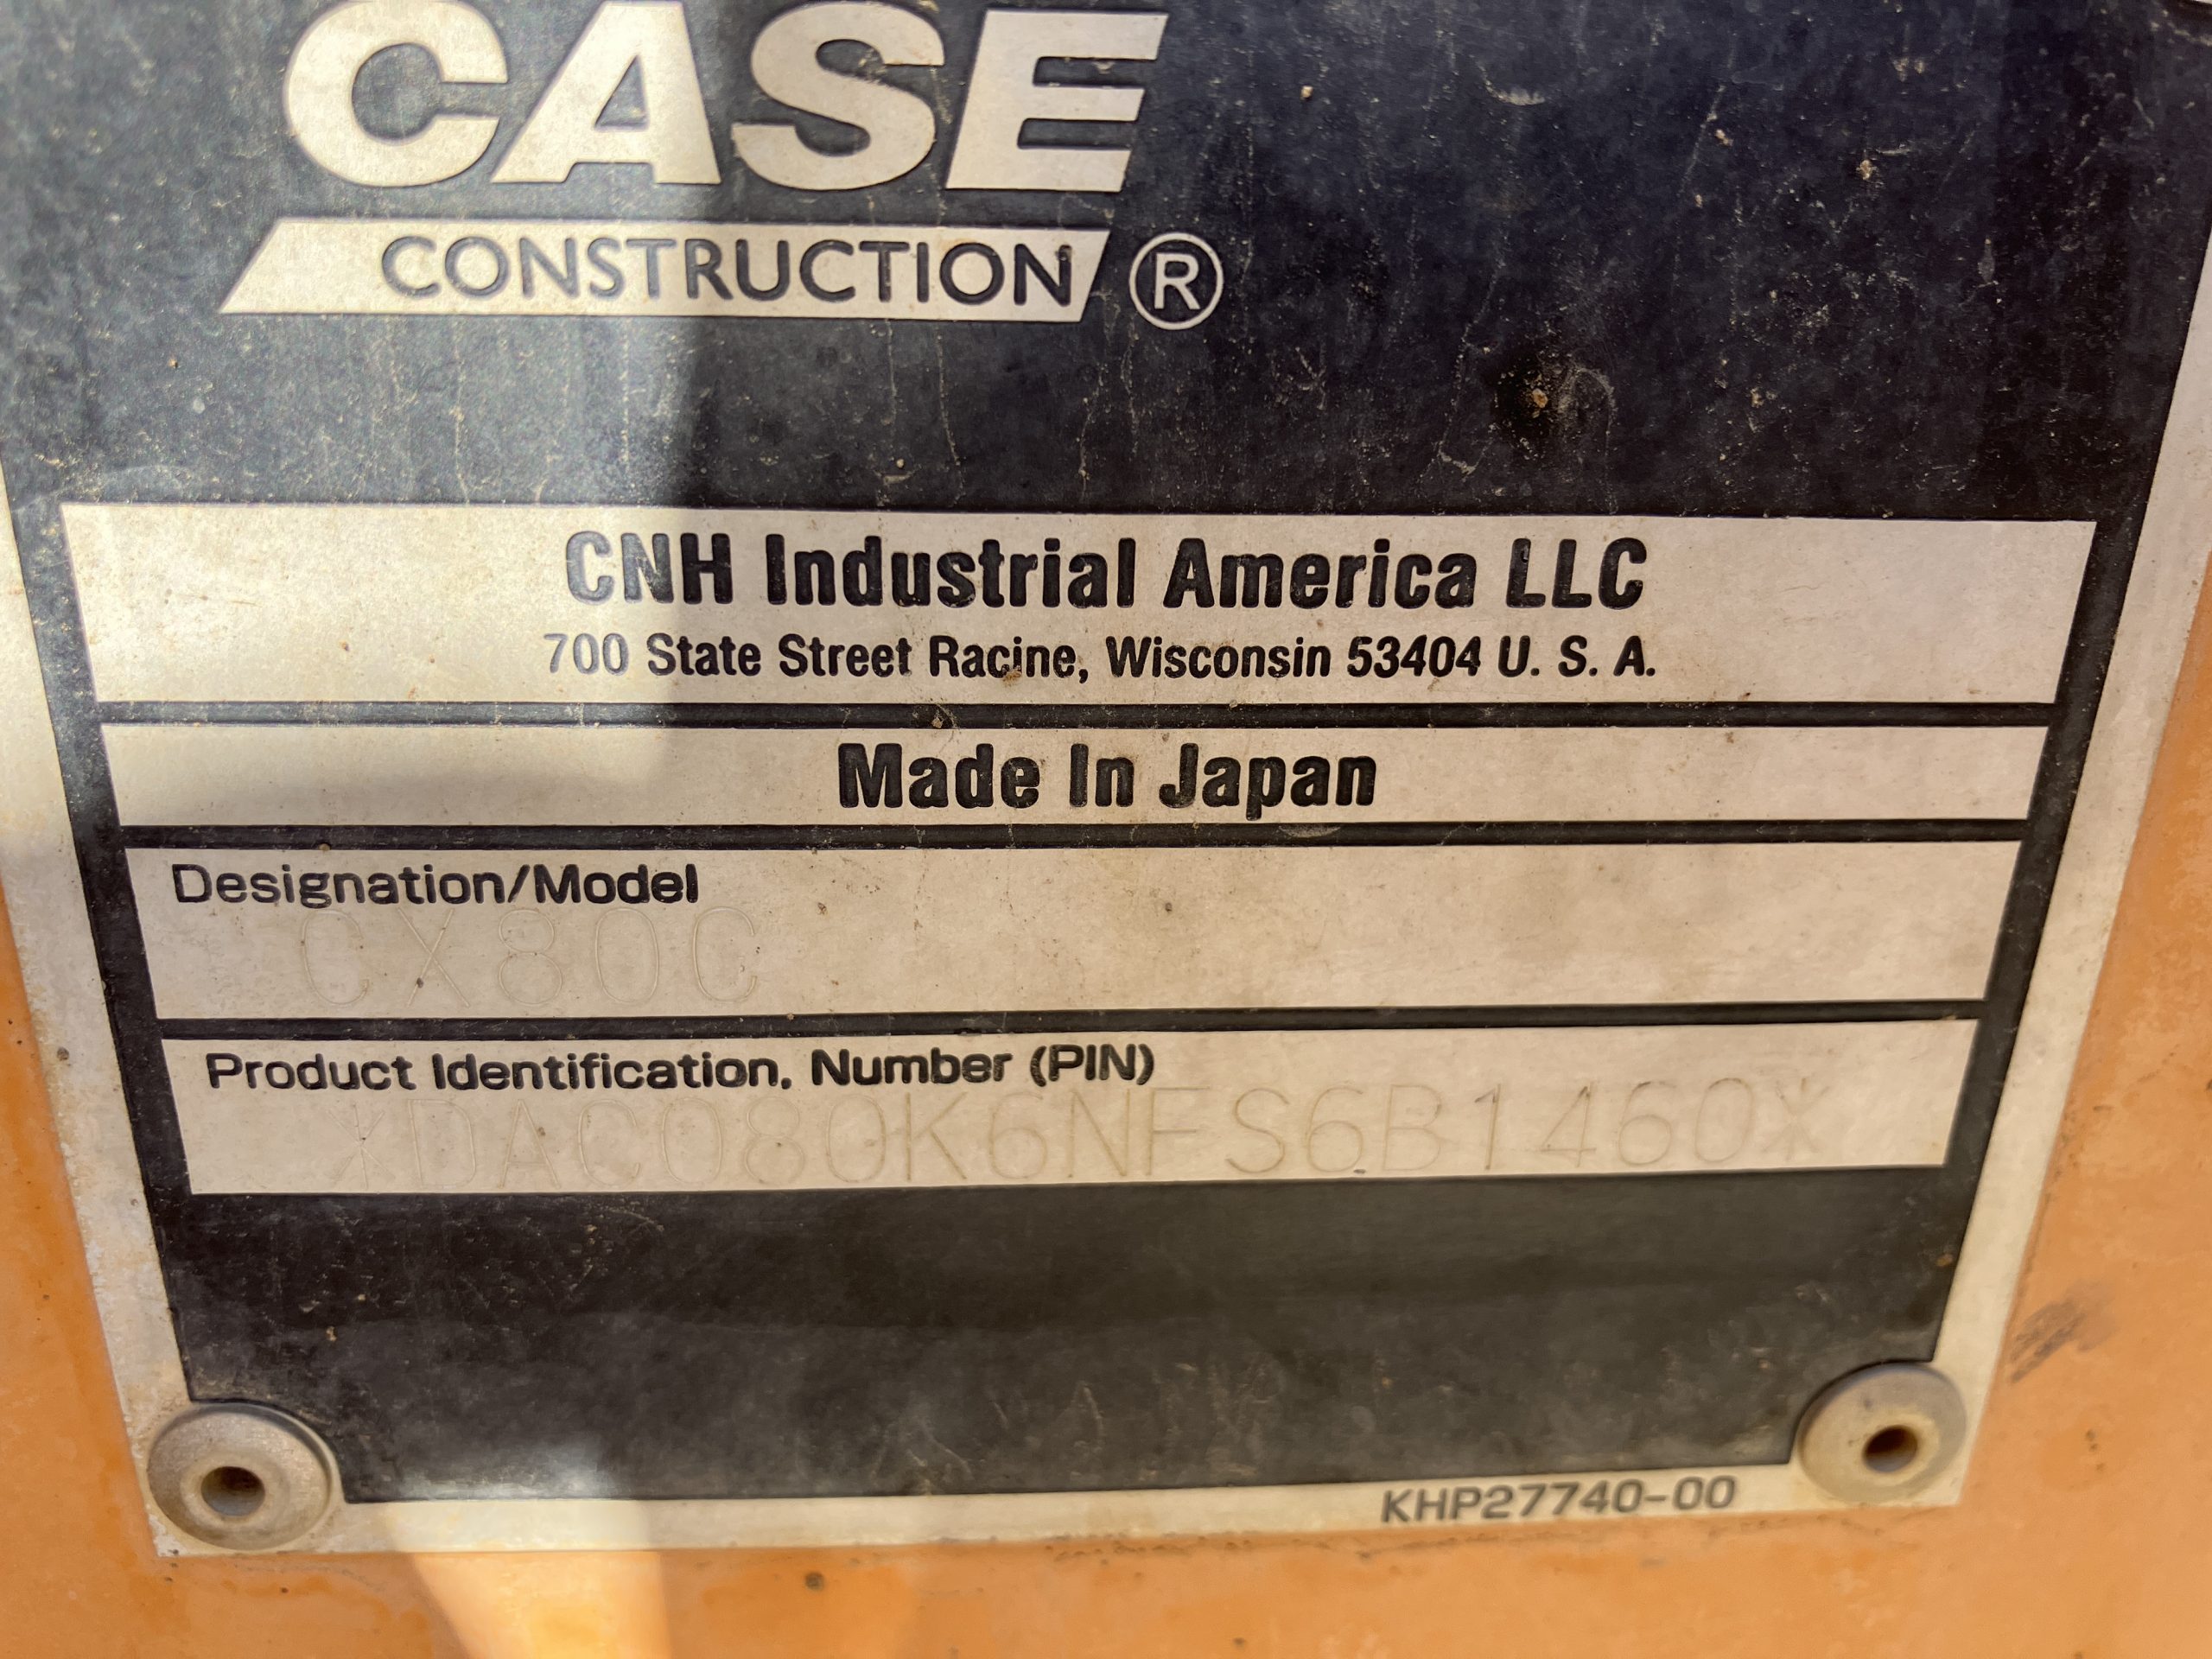 CASE
CONSTRUCTION ®
CNH Industrial America LLC
700 State Street Racine, Wisconsin 53404 U. S. A.
Made In Japan
Designation/Model
CX80C
Product Identification. Number (PIN)
*DAC080K6NFS6B1460*
KHP27740-00